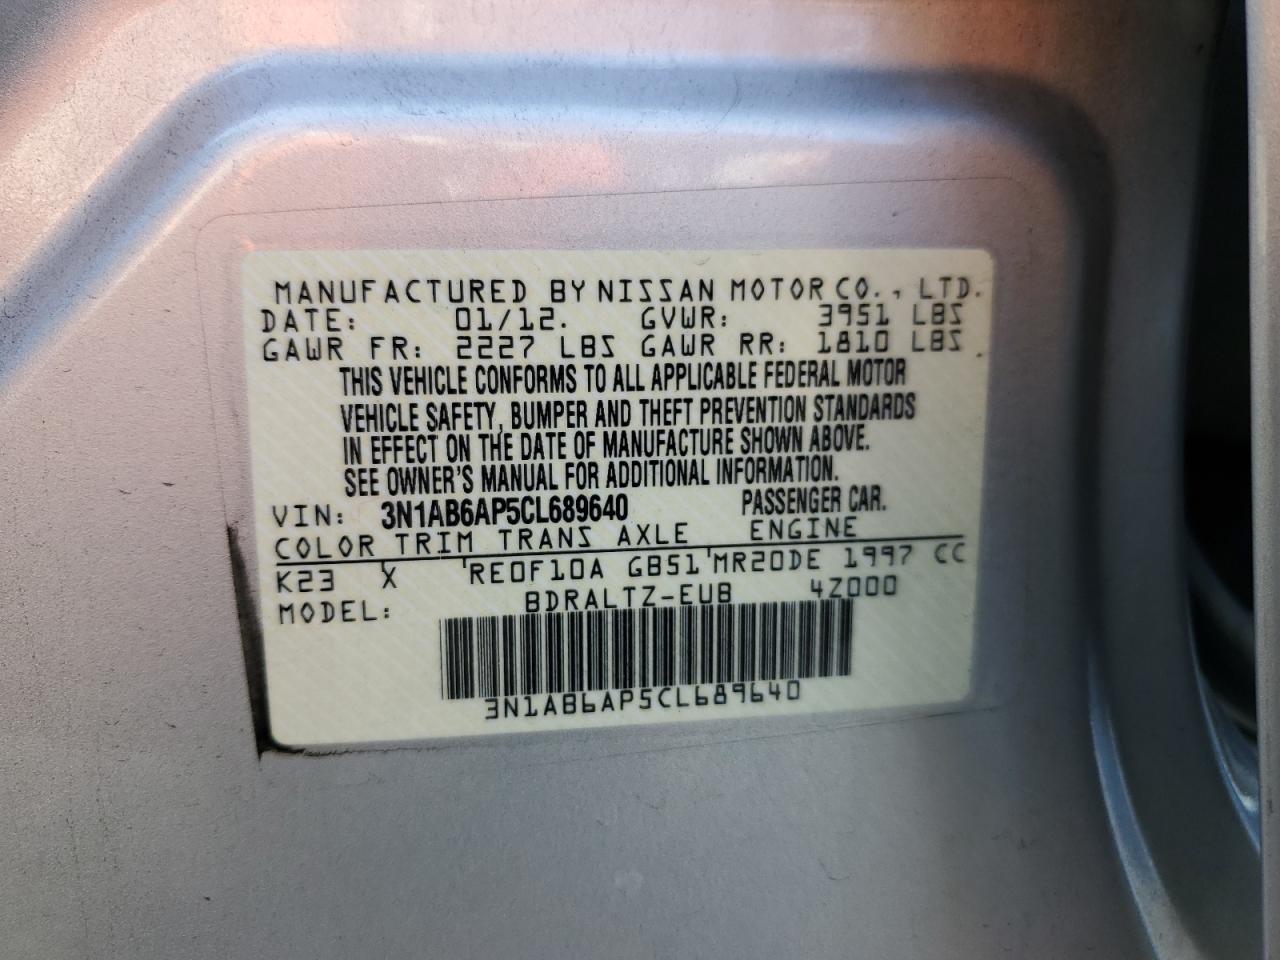 MANUFACTURED BY NISSAN MOTOR CO., LTD.
DATE: 01/12. GVWR: 3951 LBS
GAWR FR: 2227 LBS GAWR RR: 1810 LBS
THIS VEHICLE CONFORMS TO ALL APPLICABLE FEDERAL MOTOR
VEHICLE SAFETY, BUMPER AND THEFT PREVENTION STANDARDS
IN EFFECT ON THE DATE OF MANUFACTURE SHOWN ABOVE.
SEE OWNER'S MANUAL FOR ADDITIONAL INFORMATION.
VIN: 3N1AB6AP5CL689640 PASSENGER CAR.
COLOR TRIM TRANS AXLE ENGINE
K23 X RE0F10A GB51 MR20DE 1997 CC
MODEL: BDRALTZ-EUB 4Z000
3N1AB6AP5CL689640